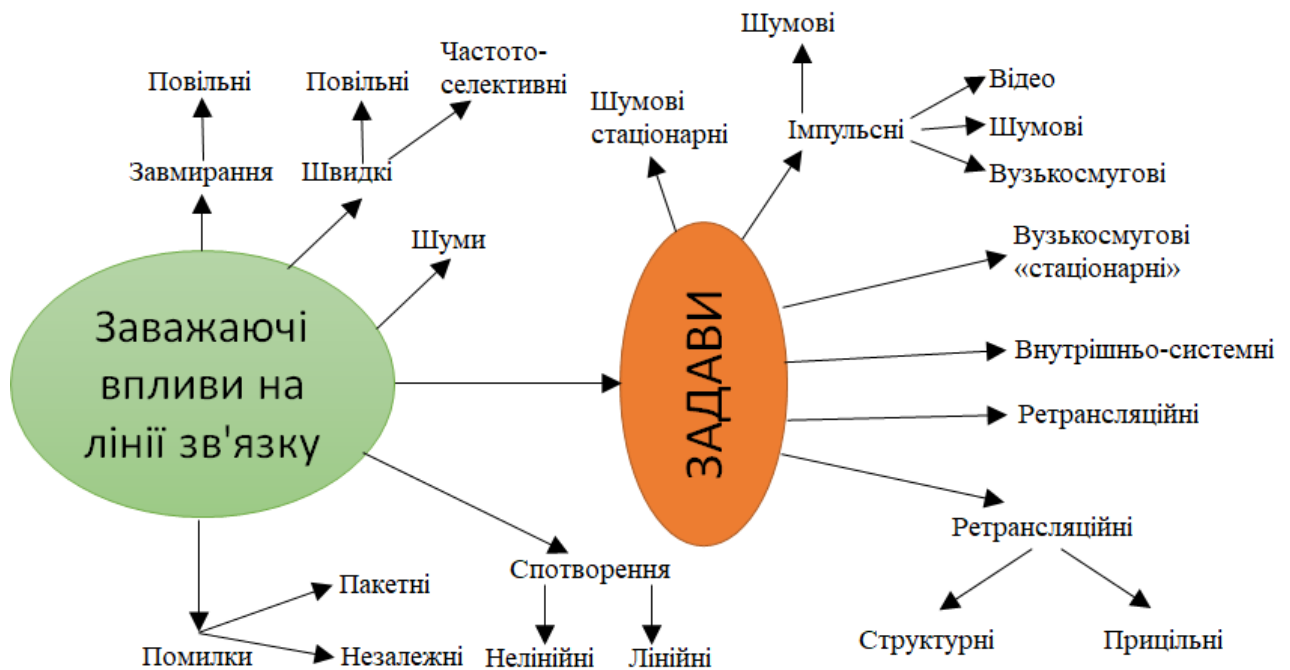 Шумові
Частото-
селективні
Повільні
Повільні
Відео
Шумові
стаціонарні
Імпульсні
Шумові
Завмирання
Швидкі
Вузькосмугові
Шуми
Вузькосмугові
«стаціонарні»
Заважаючі
впливи на
лінії зв'язку
ЗАДАВИ
Внутрішньо-системні
Ретрансляційні
Ретрансляційні
Спотворення
Пакетні
Помилки
Незалежні
Нелінійні
Лінійні
Структурні
Прицільні